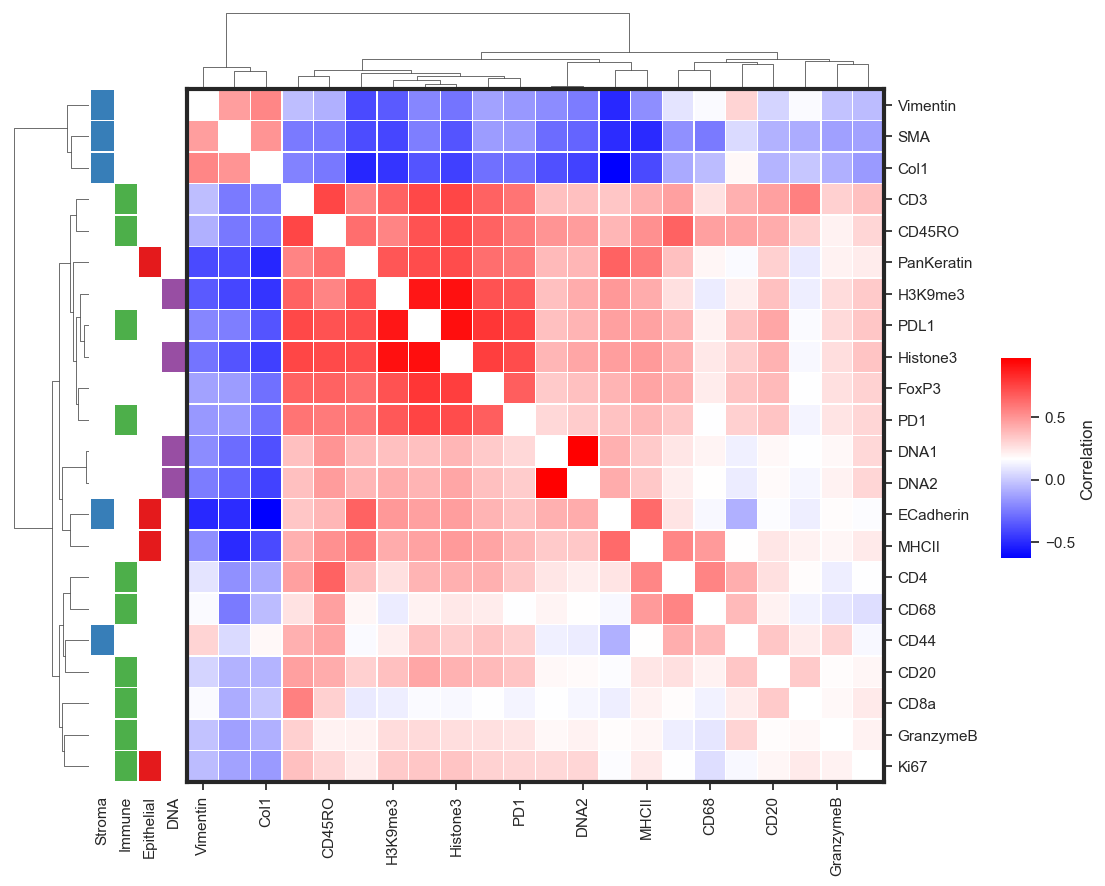 Vimentin
SMA
Col1
CD3
CD45RO
PanKeratin
H3K9me3
PDL1
Histone3
FoxP3
PD1
DNA1
DNA2
ECadherin
MHCII
CD4
CD68
CD44
CD20
CD8a
GranzymeB
Ki67
0.5
0.0
−0.5
Correlation
Stroma
Immune
Epithelial
DNA
Vimentin
Col1
CD45RO
H3K9me3
Histone3
PD1
DNA2
MHCII
CD68
CD20
GranzymeB